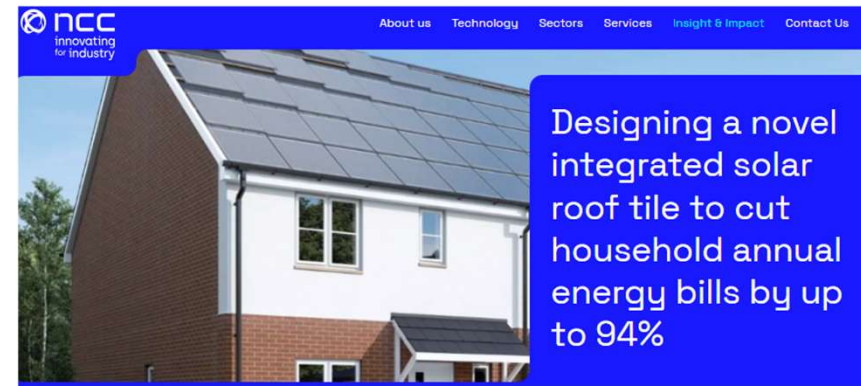 ncc
innovating
for industry
About us Technology Sectors Services Insight & Impact Contact Us
Designing a novel
integrated solar
roof tile to cut
household annual
energy bills by up
to 94%